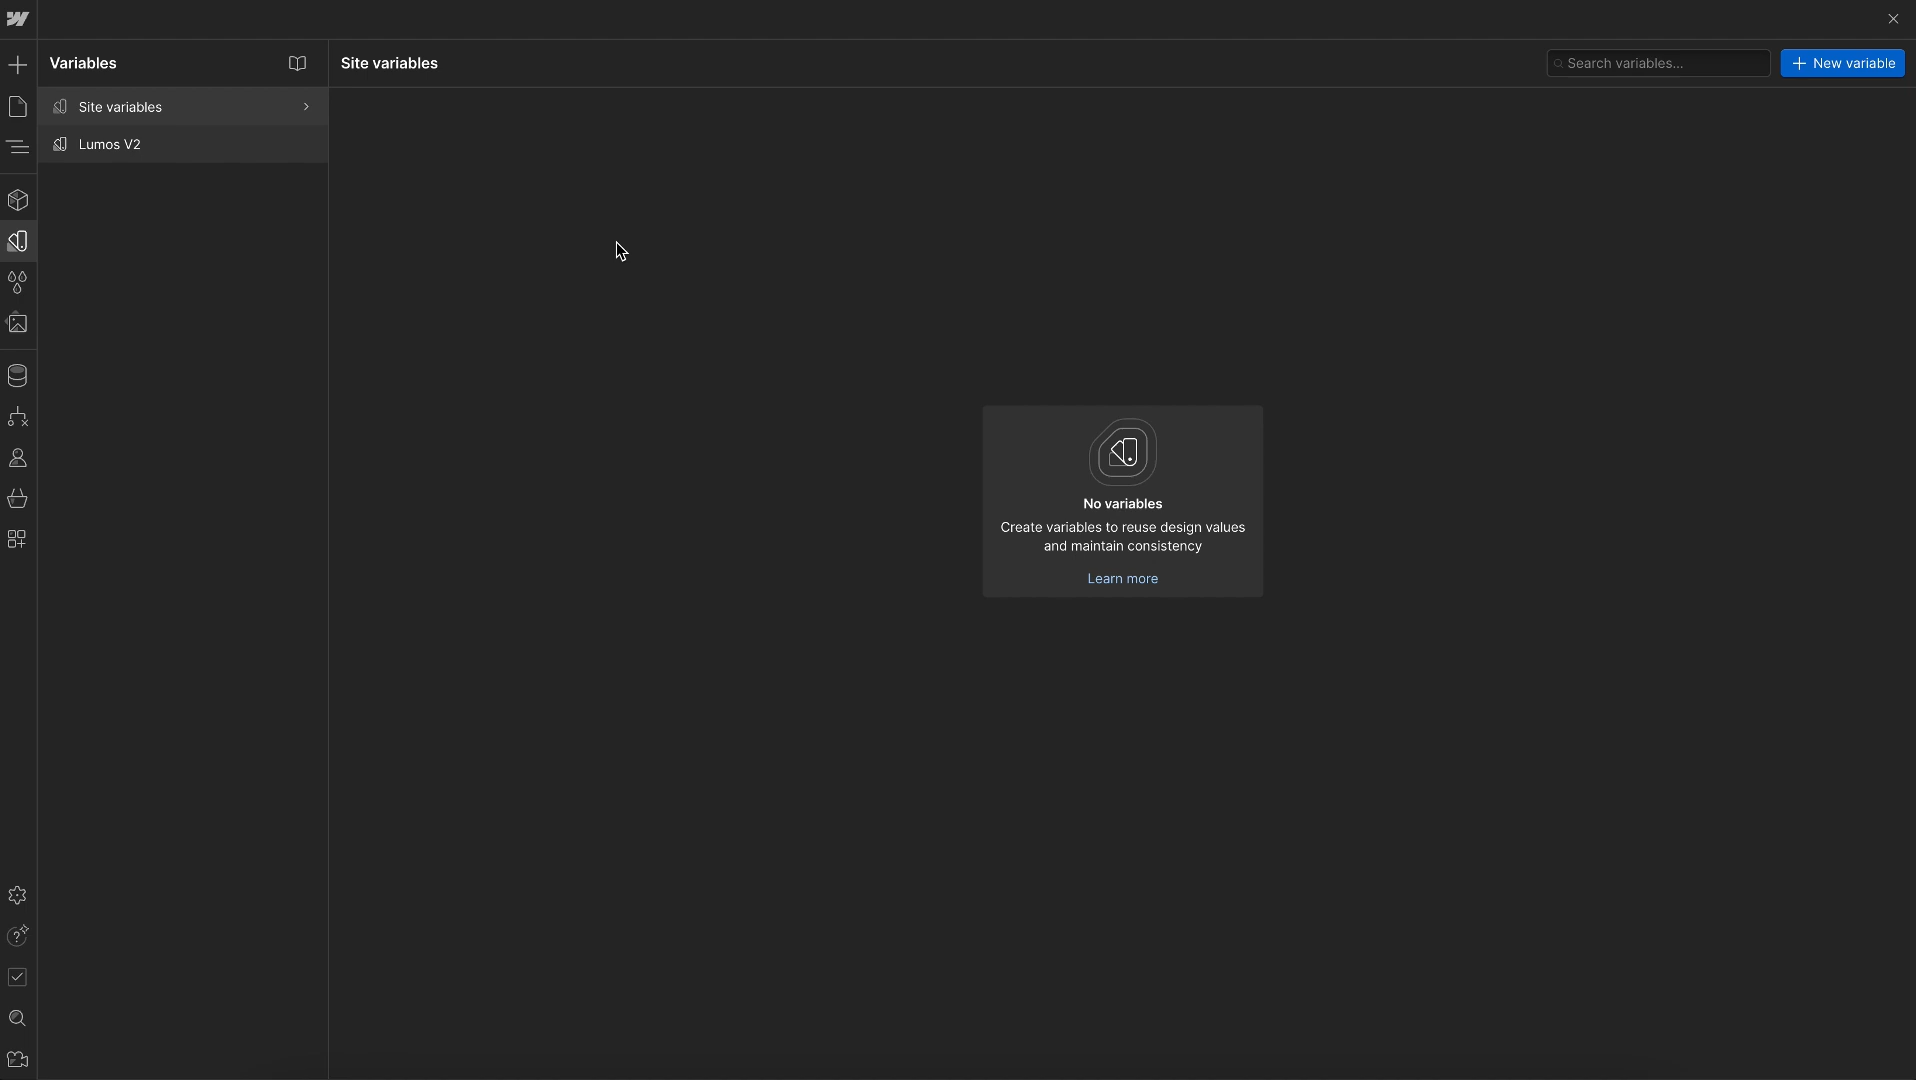 Variables
Site variables
Search variables...
New variable
Site variables
Lumos V2
No variables
Create variables to reuse design values
and maintain consistency
Learn more